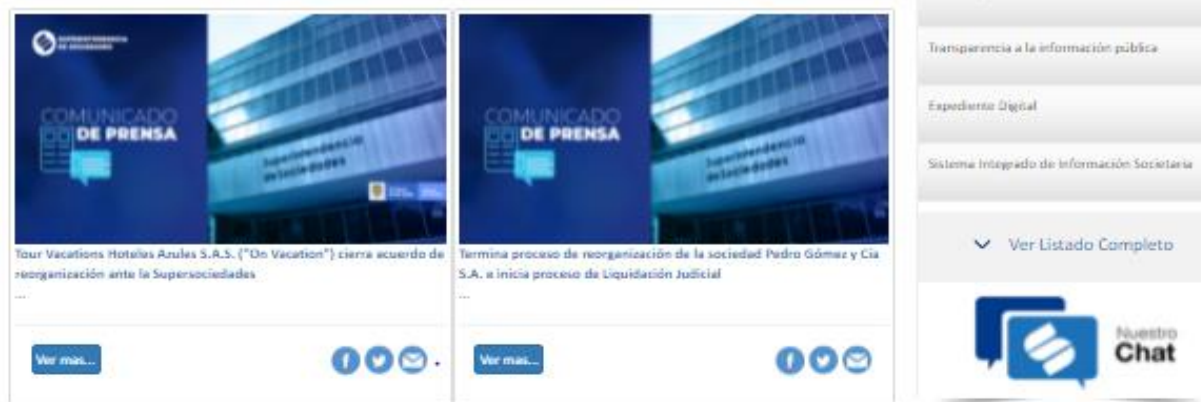 SUPERINTENDENCIA
DE SOCIEDADES
COMUNICADO
DE PRENSA
Superintendencia
de Sociedades
Tour Vacations Hoteles Azules S.A.S. ("On Vacation") cierra acuerdo de
reorganización ante la Supersociedades
...
Ver mas...
COMUNICADO
DE PRENSA
Superintendencia
de Sociedades
Termina proceso de reorganización de la sociedad Pedro Gómez y Cia
S.A. e inicia proceso de Liquidación Judicial
...
Ver mas...
Transparencia a la información pública
Expediente Digital
Sistema Integrado de Información Societaria
Ver Listado Completo
Nuestro
Chat